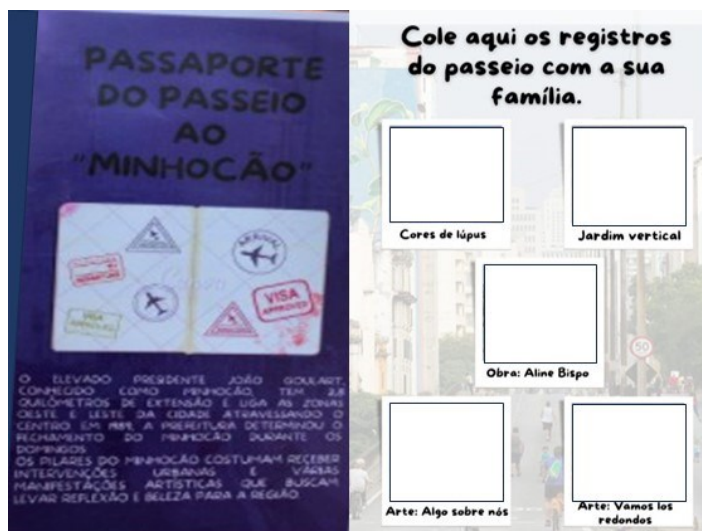 PASSAPORTE
DO PASSEIO
AO
"MINHOCÃO"
ARRIVAL
VISA
APPROVED
VISA
O ELEVADO PRESIDENTE JOÃO GOULART,
CONHECIDO COMO MINHOCÃO, TEM 2,8
QUILÔMETROS DE EXTENSÃO E LIGA AS ZONAS
OESTE E LESTE DA CIDADE ATRAVESSANDO O
CENTRO EM 1989, A PREFEITURA DETERMINOU O
FECHAMENTO DO MINHOCÃO DURANTE OS
DOMINGOS
OS PILARES DO MINHOCÃO COSTUMAM RECEBER
INTERVENÇÕES URBANAS E VÁRIAS
MANIFESTAÇÕES ARTÍSTICAS QUE BUSCAM
LEVAR REFLEXÃO E BELEZA PARA A REGIÃO
Cole aqui os registros
do passeio com a sua
família.
Cores de lúpus
Jardim vertical
Obra: Aline Bispo
50
Arte: Algo sobre nós
Arte: Vamos los
redondos